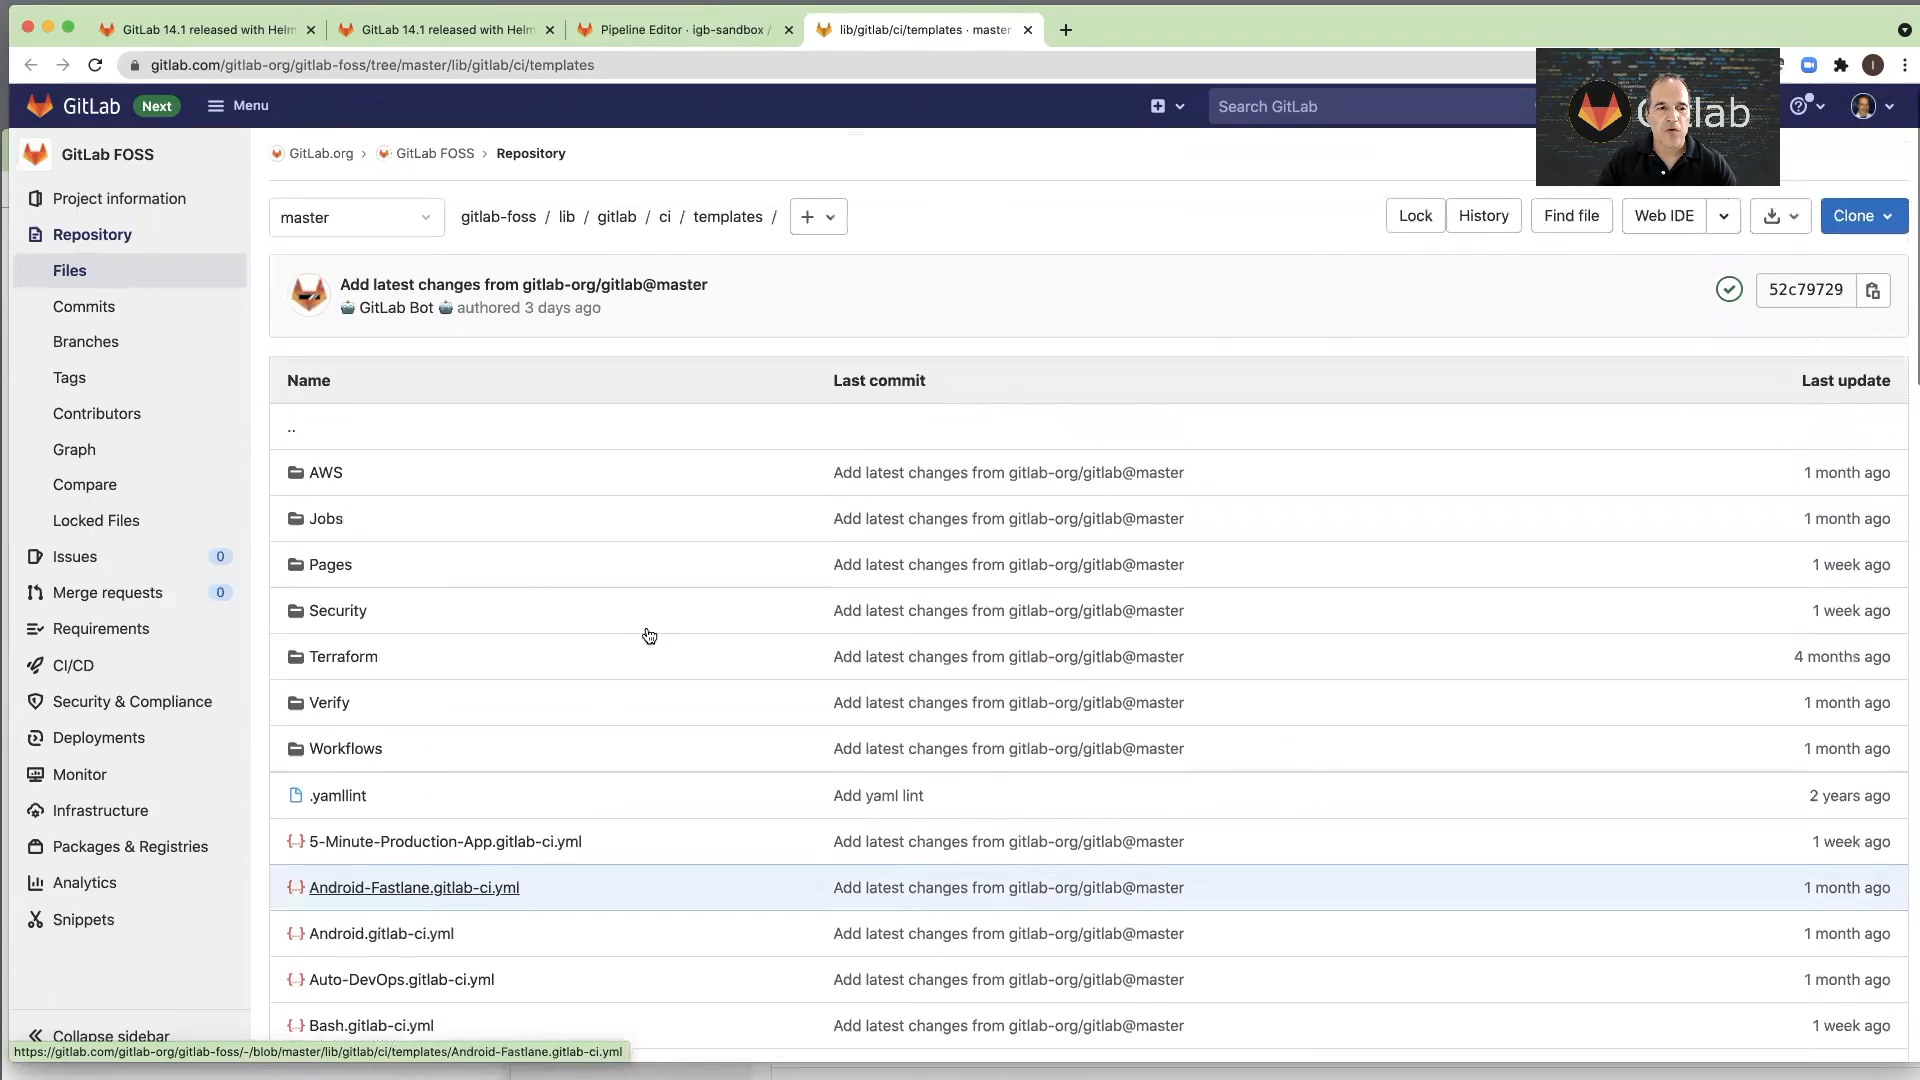 GitLab 14.1 released with Helm
GitLab 14.1 released with Helm
Pipeline Editor · igb-sandbox /
lib/gitlab/ci/templates · master
gitlab.com/gitlab-org/gitlab-foss/tree/master/lib/gitlab/ci/templates
I
GitLab Next Menu
Search GitLab
lab
GitLab FOSS
Project information
Repository
Files
Commits
Branches
Tags
Contributors
Graph
Compare
Locked Files
Issues 0
Merge requests 0
Requirements
CI/CD
Security & Compliance
Deployments
Monitor
Infrastructure
Packages & Registries
Analytics
Snippets
Collapse sidebar
GitLab.org › GitLab FOSS › Repository
master gitlab-foss / lib / gitlab / ci / templates / +
Lock History Find file Web IDE Clone
Add latest changes from gitlab-org/gitlab@master
GitLab Bot authored 3 days ago
52c79729
Name Last commit Last update
..
AWS Add latest changes from gitlab-org/gitlab@master 1 month ago
Jobs Add latest changes from gitlab-org/gitlab@master 1 month ago
Pages Add latest changes from gitlab-org/gitlab@master 1 week ago
Security Add latest changes from gitlab-org/gitlab@master 1 week ago
Terraform Add latest changes from gitlab-org/gitlab@master 4 months ago
Verify Add latest changes from gitlab-org/gitlab@master 1 month ago
Workflows Add latest changes from gitlab-org/gitlab@master 1 month ago
.yamllint Add yaml lint 2 years ago
5-Minute-Production-App.gitlab-ci.yml Add latest changes from gitlab-org/gitlab@master 1 week ago
Android-Fastlane.gitlab-ci.yml Add latest changes from gitlab-org/gitlab@master 1 month ago
Android.gitlab-ci.yml Add latest changes from gitlab-org/gitlab@master 1 month ago
Auto-DevOps.gitlab-ci.yml Add latest changes from gitlab-org/gitlab@master 1 month ago
Bash.gitlab-ci.yml Add latest changes from gitlab-org/gitlab@master 1 week ago
https://gitlab.com/gitlab-org/gitlab-foss/-/blob/master/lib/gitlab/ci/templates/Android-Fastlane.gitlab-ci.yml